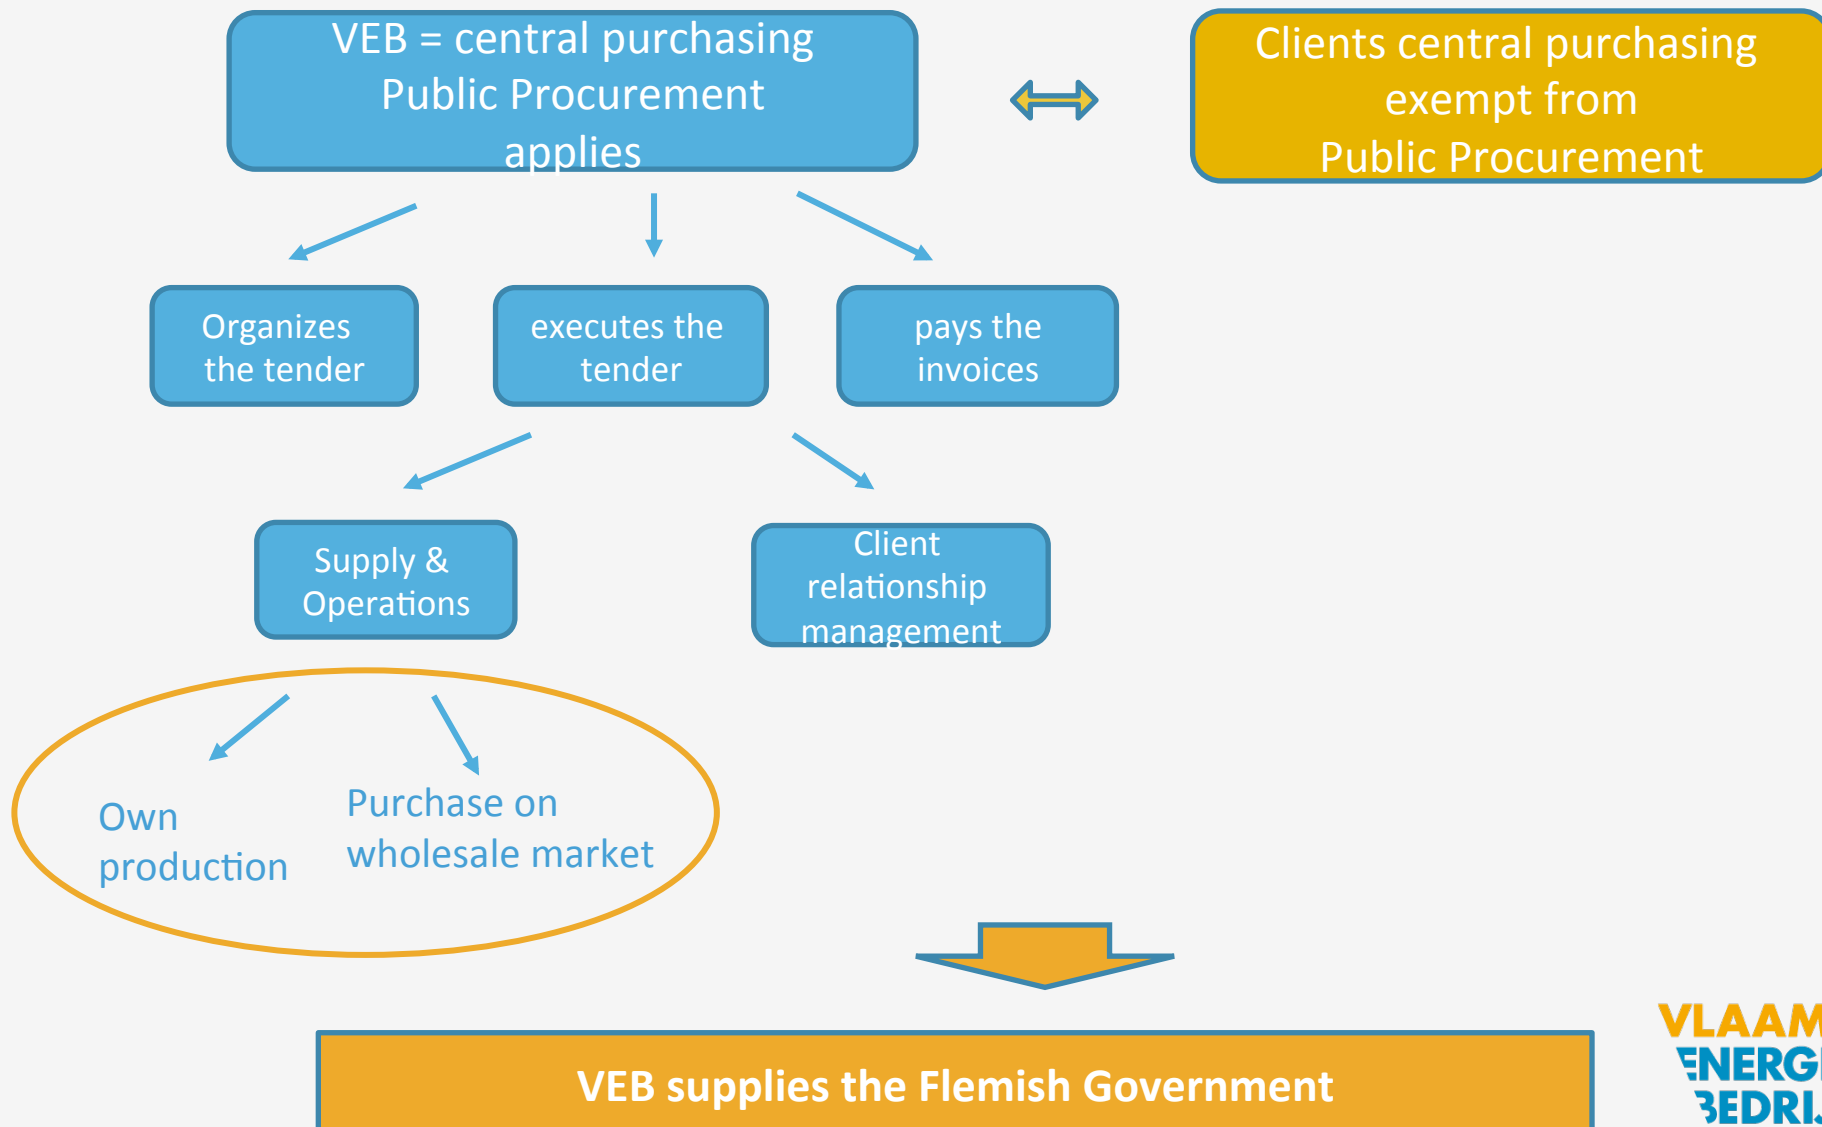 VEB = central purchasing
Public Procurement
applies
Clients central purchasing
exempt from
Public Procurement
Organizes
the tender
executes the
tender
pays the
invoices
Supply &
Operations
Client
relationship
management
Own
production
Purchase on
wholesale market
VEB supplies the Flemish Government